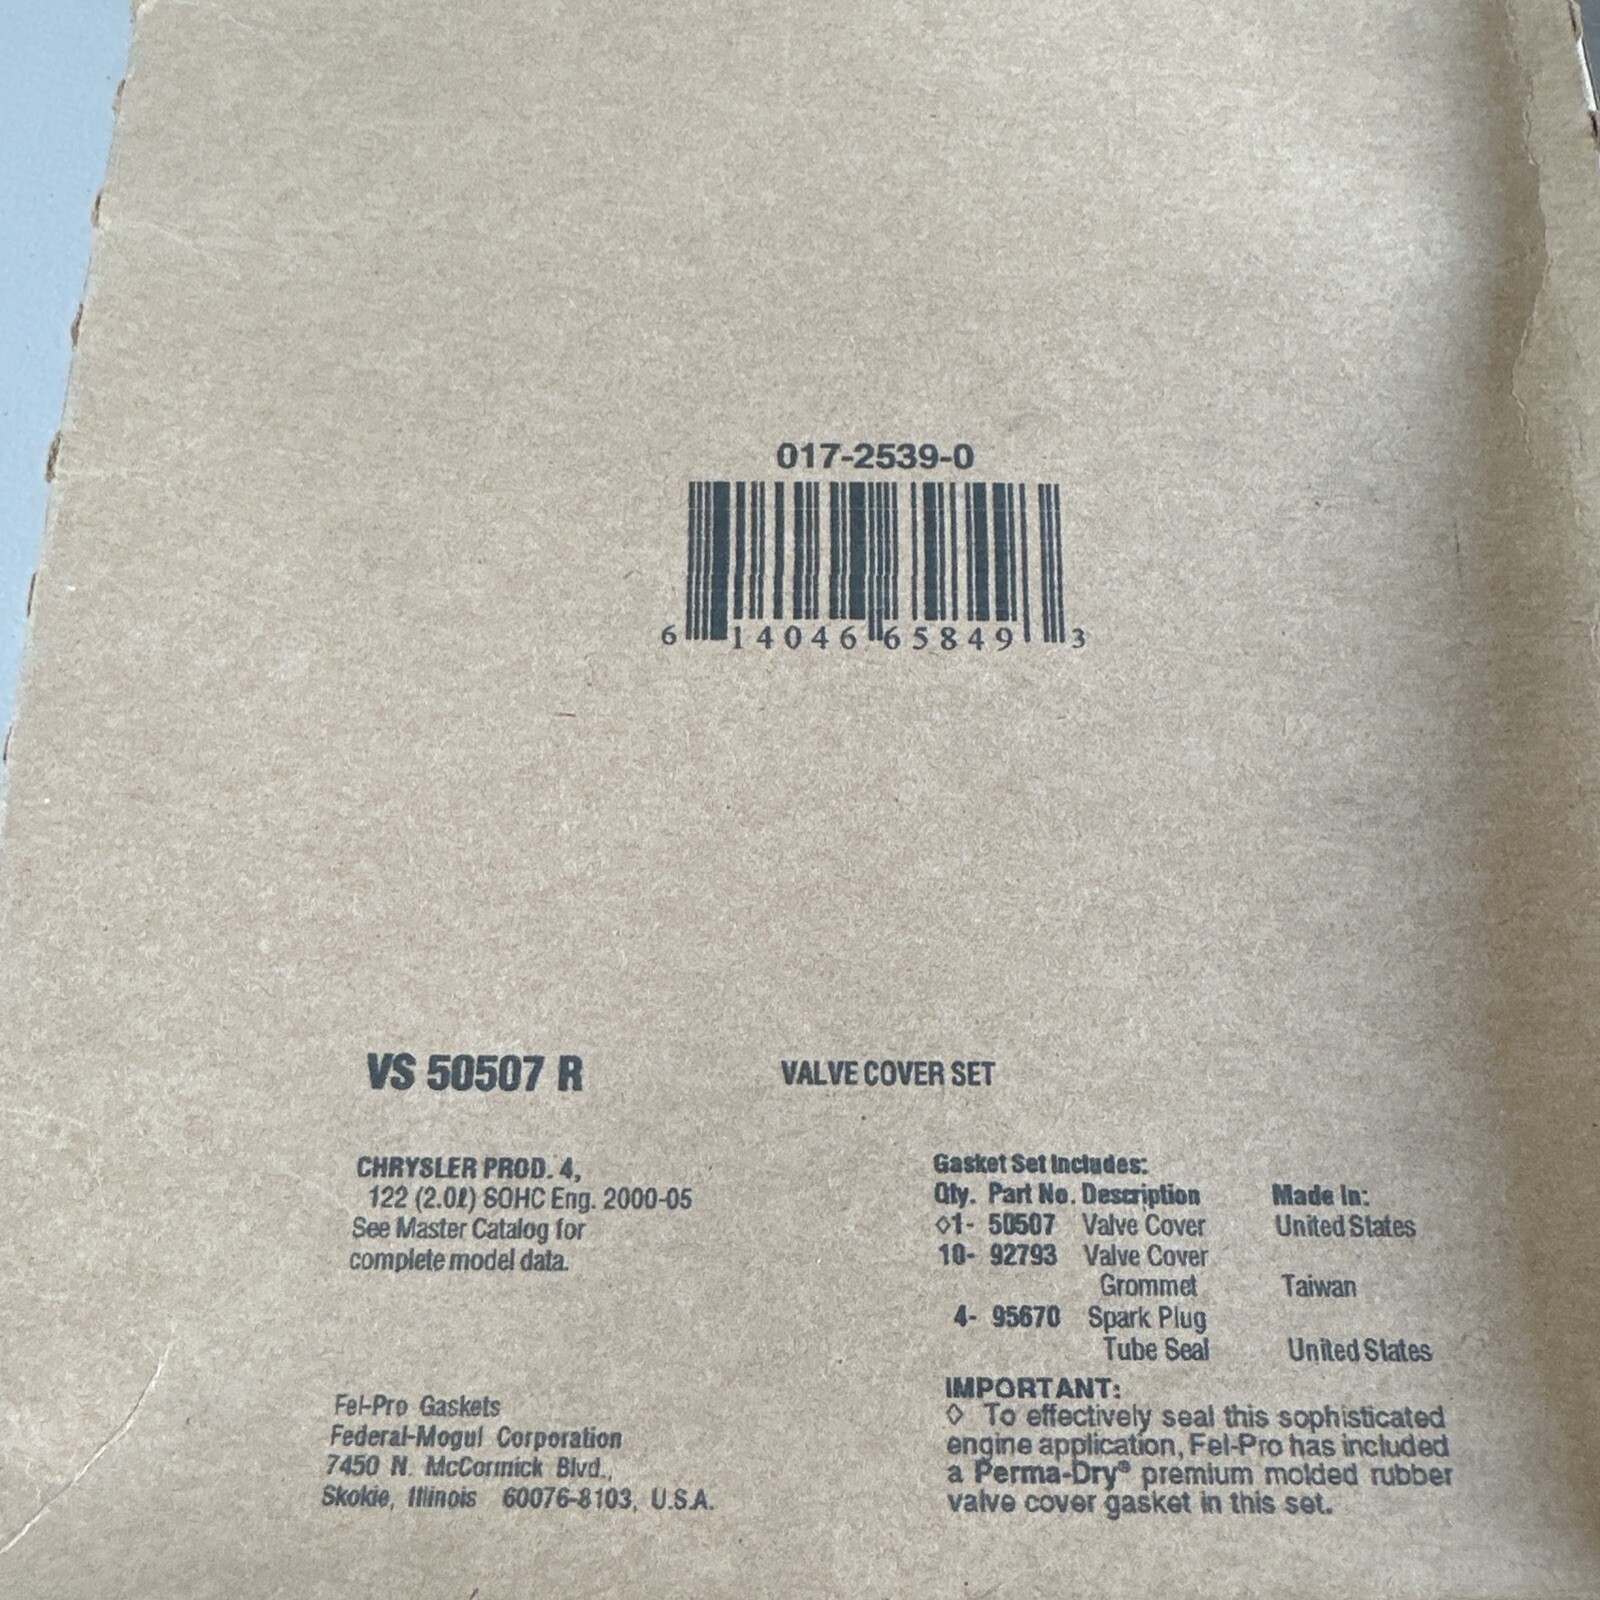 017-2539-0
6 14046 65849 3
VS 50507 R
VALVE COVER SET
CHRYSLER PROD. 4,
122 (2.0ℓ) SOHC Eng. 2000-05
See Master Catalog for
complete model data.
Fel-Pro Gaskets
Federal-Mogul Corporation
7450 N. McCormick Blvd.,
Skokie, Illinois 60076-8103, U.S.A.
Gasket Set Includes:
Qty. Part No. Description Made In:
◊1- 50507 Valve Cover United States
10- 92793 Valve Cover
Grommet Taiwan
4- 95670 Spark Plug
Tube Seal United States
IMPORTANT:
◊ To effectively seal this sophisticated
engine application, Fel-Pro has included
a Perma-Dry® premium molded rubber
valve cover gasket in this set.